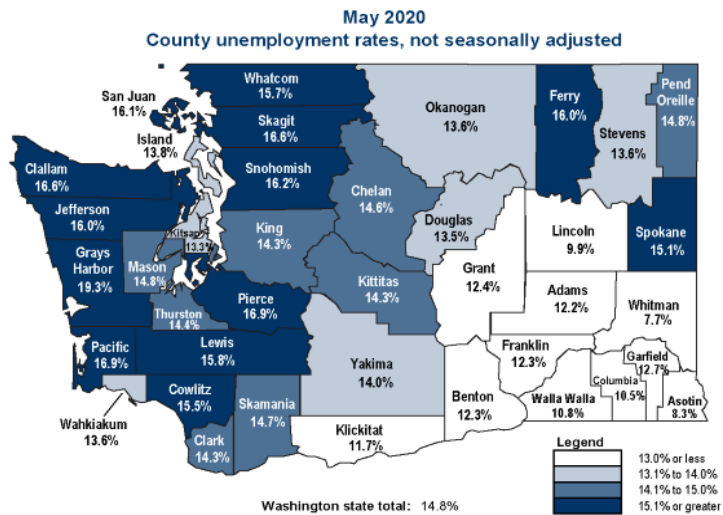 May 2020
County unemployment rates, not seasonally adjusted
Whatcom
15.7%
San Juan
16.1%
Skagit
16.6%
Island
13.8%
Okanogan
13.6%
Ferry
16.0%
Stevens
13.6%
Pend
Oreille
14.8%
Clallam
16.6%
Snohomish
16.2%
Chelan
14.6%
Jefferson
16.0%
Kitsap
13.3%
King
14.3%
Douglas
13.5%
Lincoln
9.9%
Spokane
15.1%
Grays
Harbor
19.3%
Mason
14.8%
Grant
12.4%
Kittitas
14.3%
Adams
12.2%
Whitman
7.7%
Pierce
16.9%
Thurston
14.4%
Pacific
16.9%
Lewis
15.8%
Yakima
14.0%
Franklin
12.3%
Benton
12.3%
Garfield
12.7%
Columbia
10.5%
Asotin
8.3%
Walla Walla
10.8%
Cowlitz
15.5%
Skamania
14.7%
Wahkiakum
13.6%
Clark
14.3%
Klickitat
11.7%
Legend
13.0% or less
13.1% to 14.0%
14.1% to 15.0%
15.1% or greater
Washington state total: 14.8%